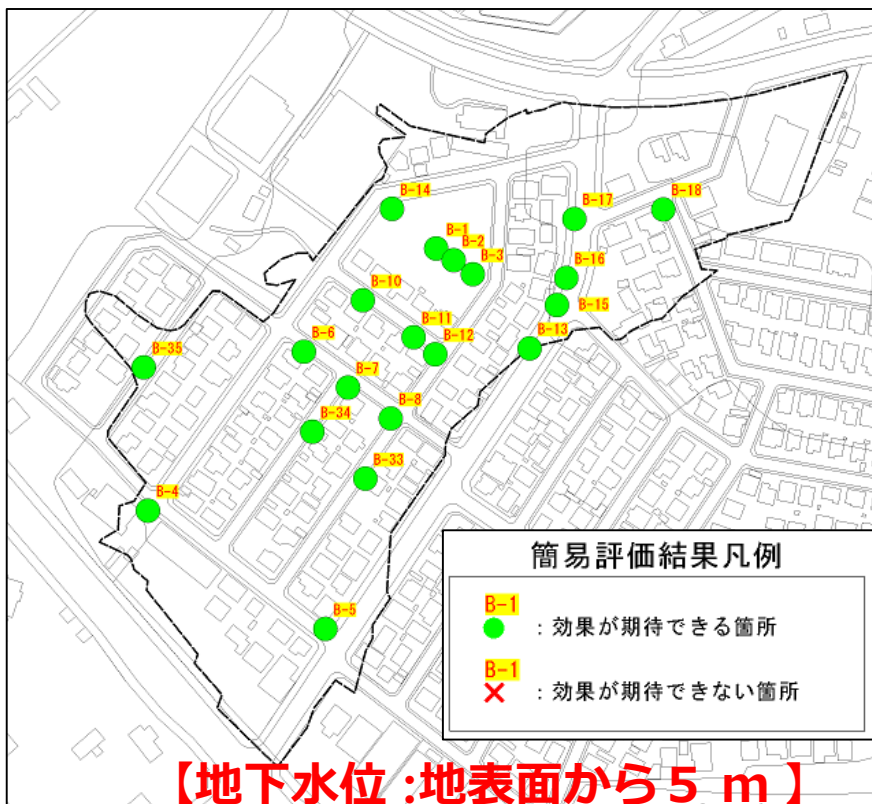 B-14
B-17
B-18
B-1
B-2
B-3
B-16
B-10
B-15
B-11
B-12
B-13
B-6
B-35
B-7
B-8
B-34
B-33
B-4
B-5
簡易評価結果凡例
B-1
：効果が期待できる箇所
B-1
：効果が期待できない箇所
【地下水位：地表面から５ｍ】